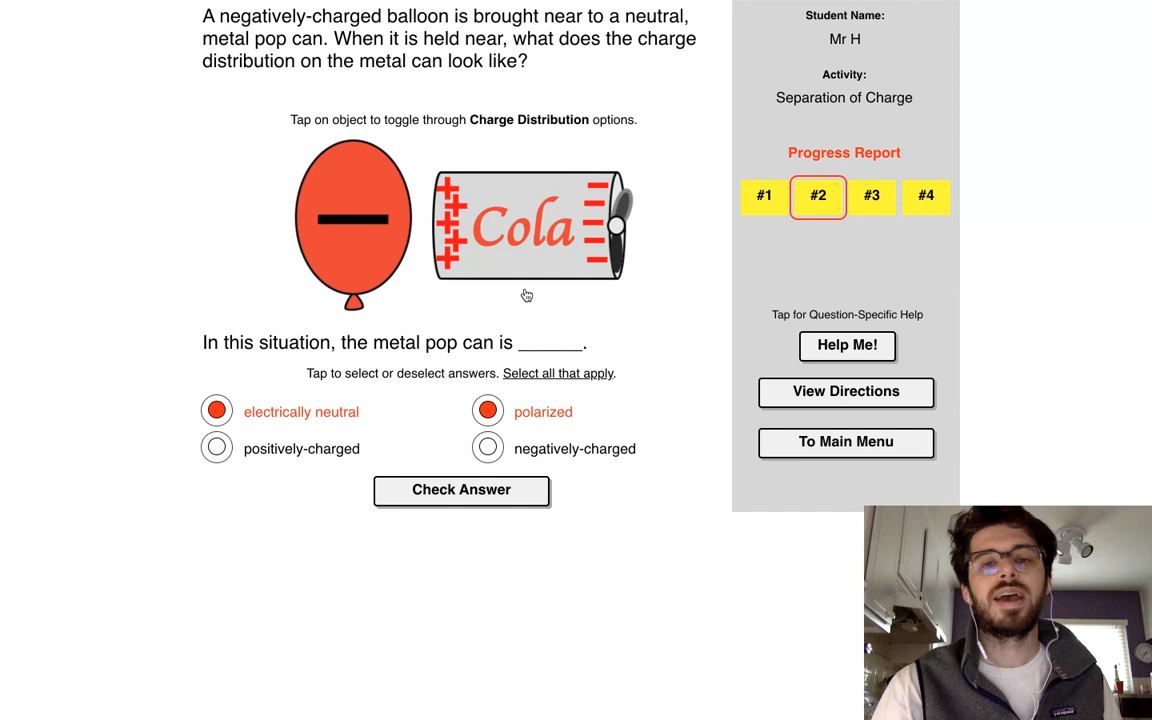 A negatively-charged balloon is brought near to a neutral,
metal pop can. When it is held near, what does the charge
distribution on the metal can look like?
Tap on object to toggle through Charge Distribution options.
Cola
In this situation, the metal pop can is ______.
Tap to select or deselect answers. Select all that apply.
electrically neutral
polarized
positively-charged
negatively-charged
Check Answer
Student Name:
Mr H
Activity:
Separation of Charge
Progress Report
#1 #2 #3 #4
Tap for Question-Specific Help
Help Me!
View Directions
To Main Menu